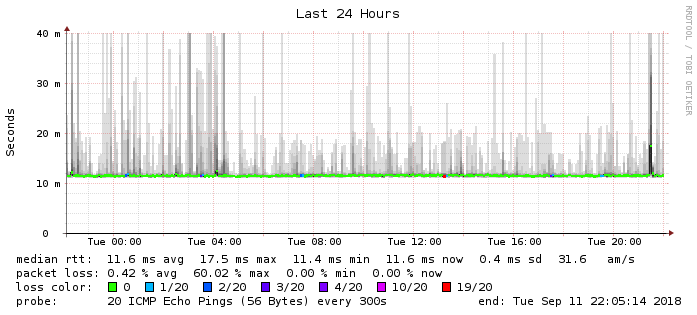 Last 24 Hours
RRDTOOL / TOBI OETIKER
Seconds
40 m
30 m
20 m
10 m
0
Tue 00:00 Tue 04:00 Tue 08:00 Tue 12:00 Tue 16:00 Tue 20:00
median rtt: 11.6 ms avg 17.5 ms max 11.4 ms min 11.6 ms now 0.4 ms sd 31.6 am/s
packet loss: 0.42 % avg 60.02 % max 0.00 % min 0.00 % now
loss color: 0 1/20 2/20 3/20 4/20 10/20 19/20
probe: 20 ICMP Echo Pings (56 Bytes) every 300s end: Tue Sep 11 22:05:14 2018